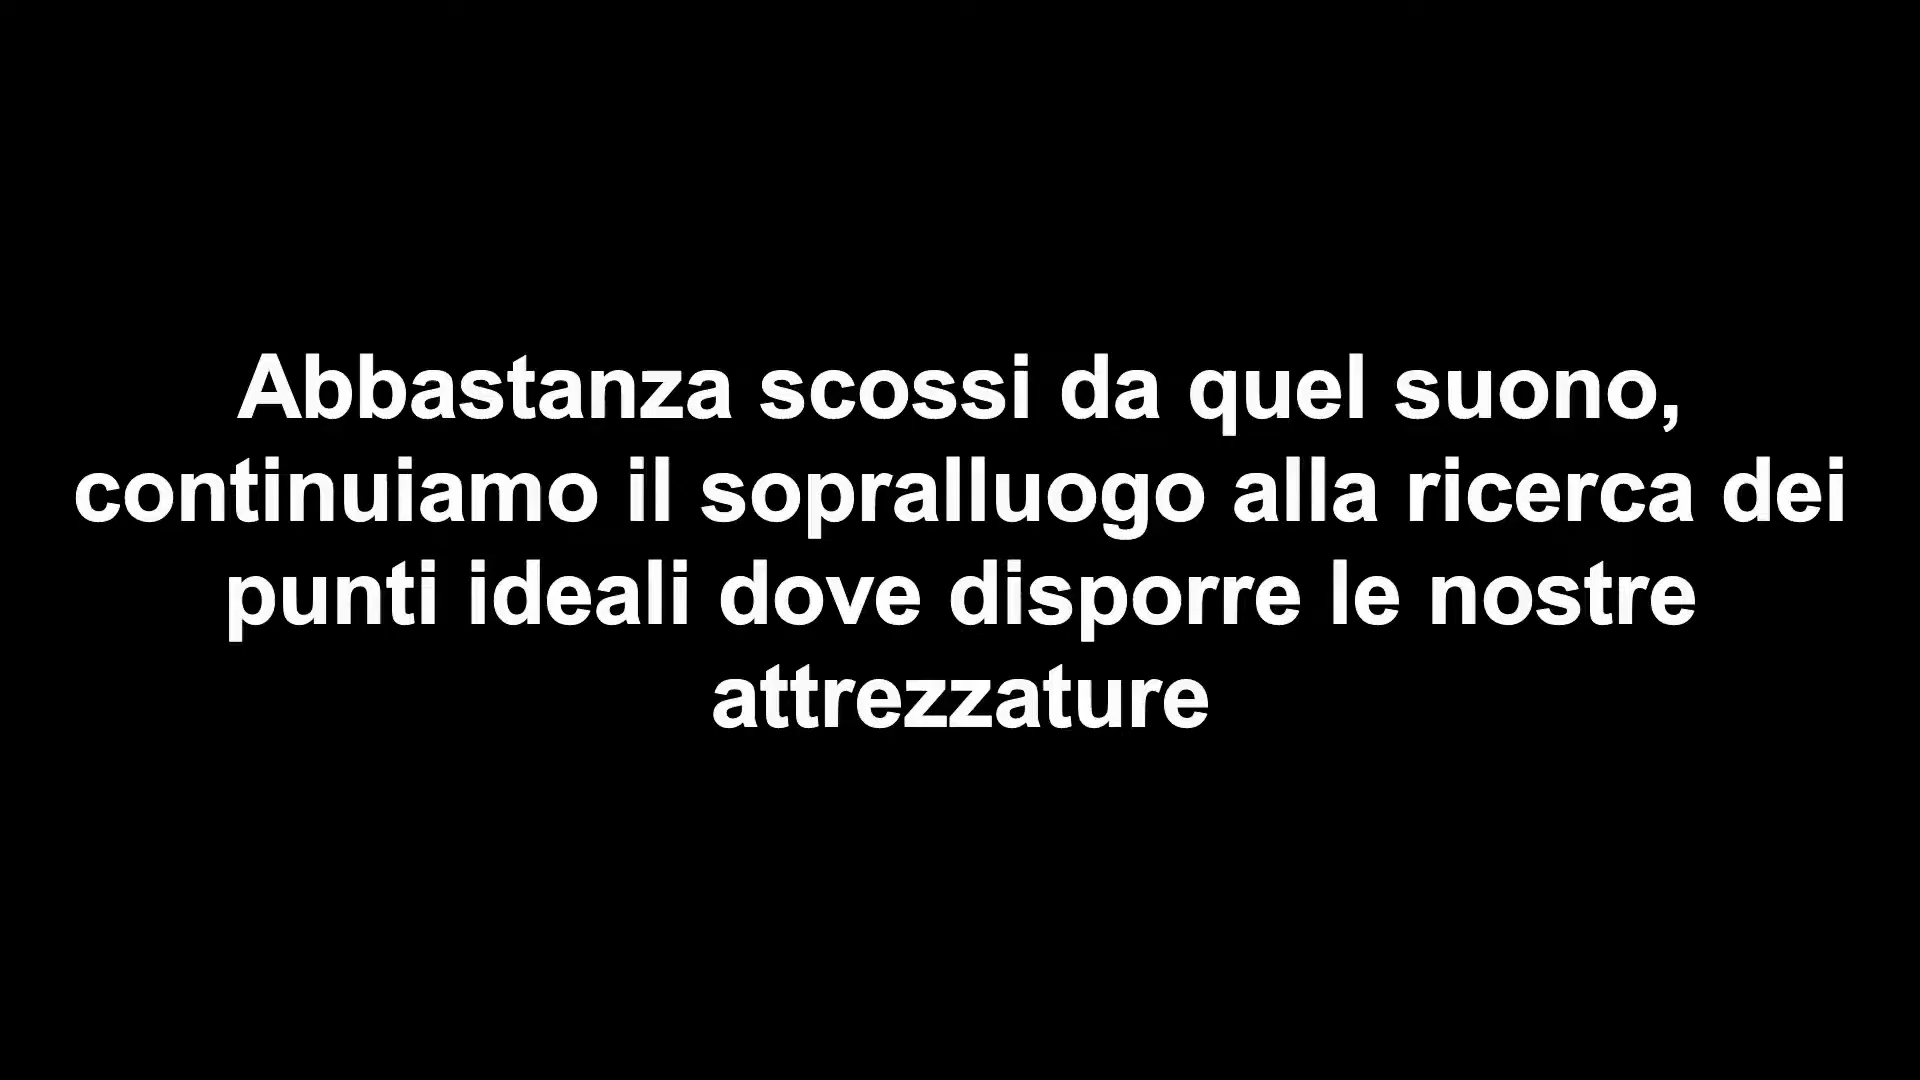 Abbastanza scossi da quel suono,
continuiamo il sopralluogo alla ricerca dei
punti ideali dove disporre le nostre
attrezzature